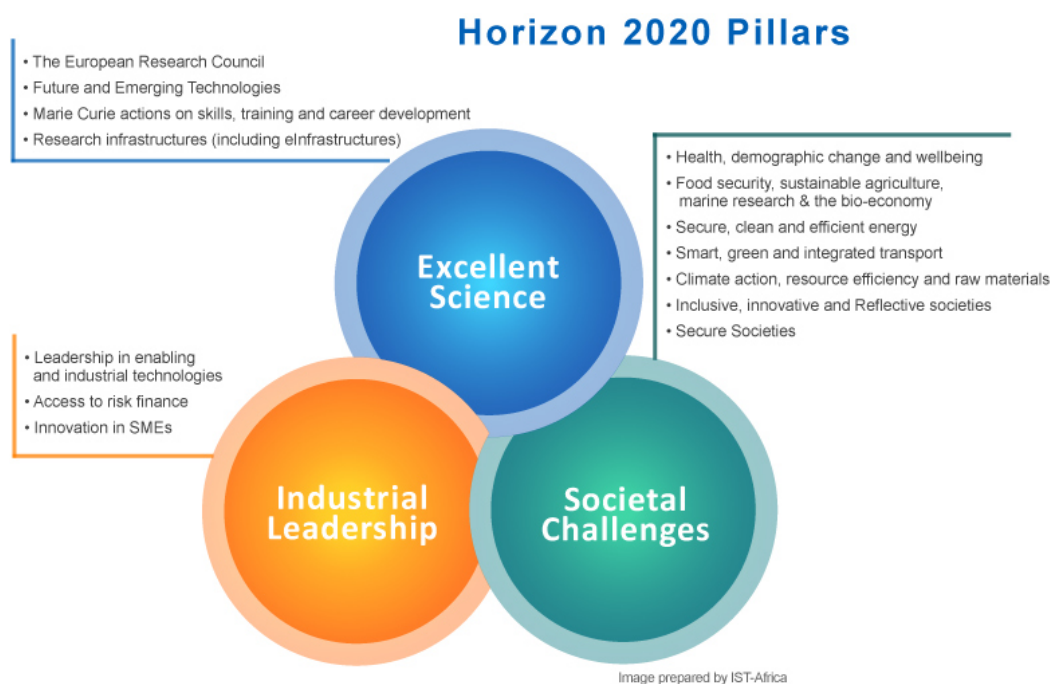 Horizon 2020 Pillars
• The European Research Council
• Future and Emerging Technologies
• Marie Curie actions on skills, training and career development
• Research infrastructures (including eInfrastructures)
• Health, demographic change and wellbeing
• Food security, sustainable agriculture,
marine research & the bio-economy
• Secure, clean and efficient energy
• Smart, green and integrated transport
• Climate action, resource efficiency and raw materials
• Inclusive, innovative and Reflective societies
• Secure Societies
Excellent
Science
• Leadership in enabling
and industrial technologies
• Access to risk finance
• Innovation in SMEs
Industrial
Leadership
Societal
Challenges
Image prepared by IST-Africa